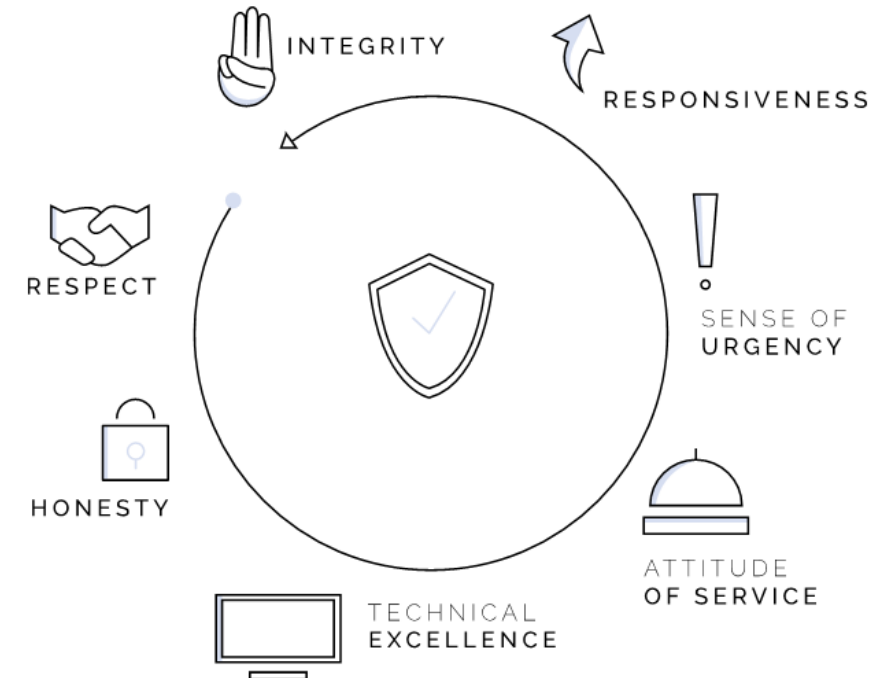 INTEGRITY
RESPONSIVENESS
RESPECT
SENSE OF
URGENCY
HONESTY
ATTITUDE
OF SERVICE
TECHNICAL
EXCELLENCE